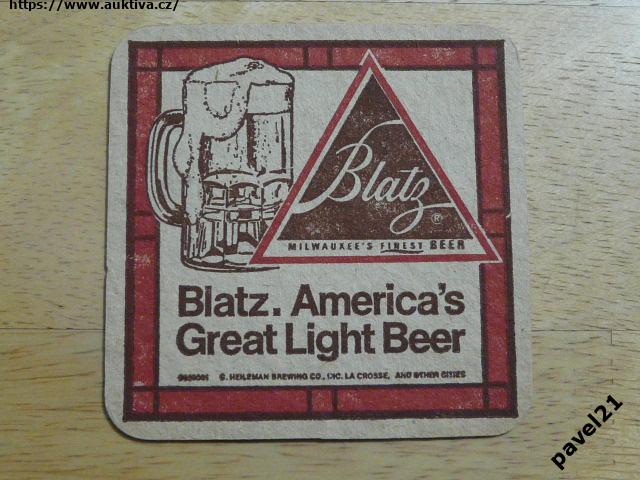 https://www.auktiva.cz/
Blatz
®
MILWAUKEE'S FINEST BEER
Blatz. America's
Great Light Beer
G. HEILEMAN BREWING CO., INC. LA CROSSE, AND OTHER CITIES
pavel21